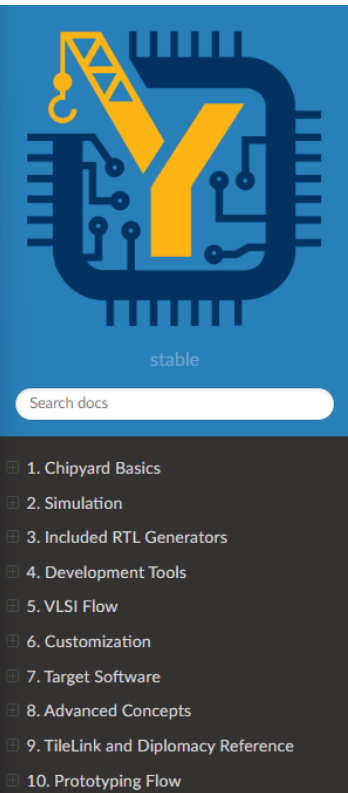 stable
Search docs
1. Chipyard Basics
2. Simulation
3. Included RTL Generators
4. Development Tools
5. VLSI Flow
6. Customization
7. Target Software
8. Advanced Concepts
9. TileLink and Diplomacy Reference
10. Prototyping Flow